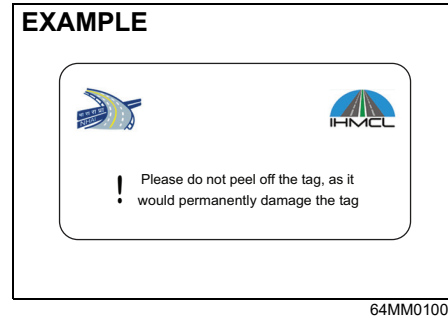 EXAMPLE
IHMCL
! Please do not peel off the tag, as it
would permanently damage the tag
64MM0100